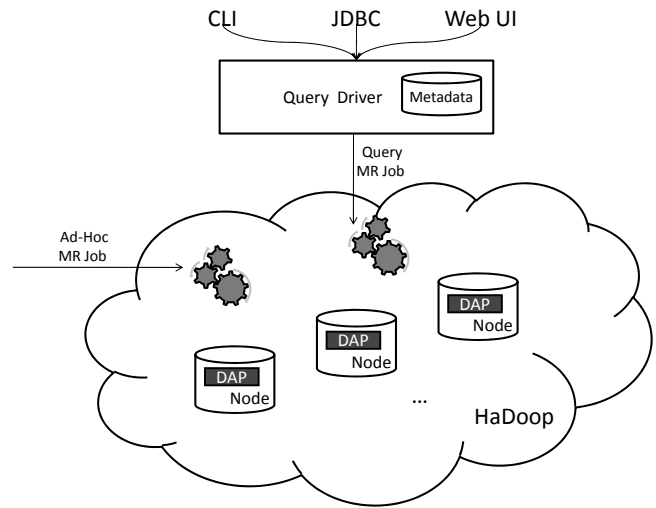 CLI JDBC Web UI
Query Driver
Metadata
Query
MR Job
Ad-Hoc
MR Job
DAP
Node
DAP
Node
DAP
Node
...
HaDoop